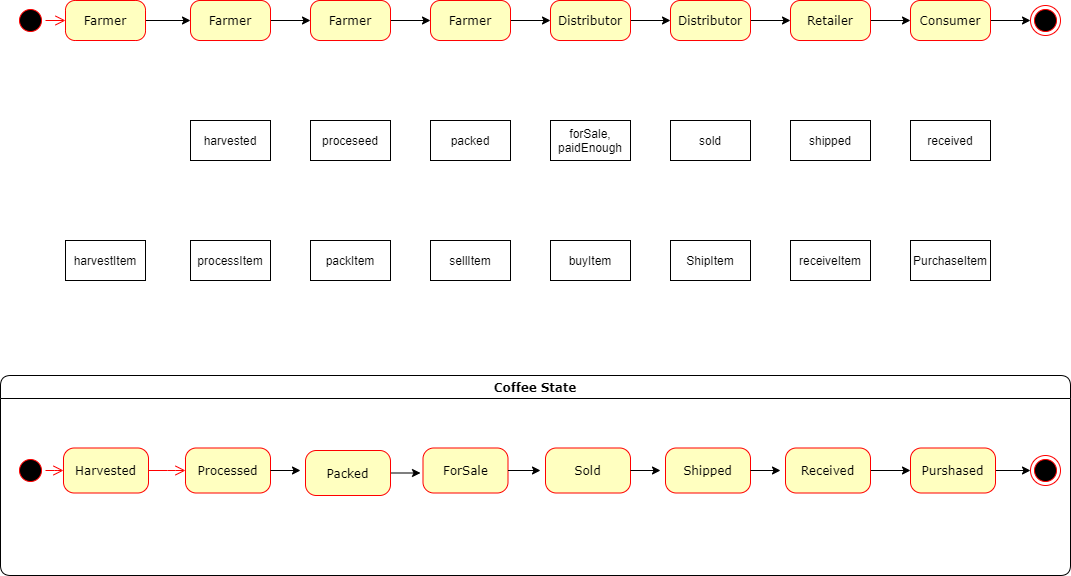 Farmer
Farmer
Farmer
Farmer
Distributor
Distributor
Retailer
Consumer
harvested
proceseed
packed
forSale,
paidEnough
sold
shipped
received
harvestItem
processItem
packItem
sellItem
buyItem
ShipItem
receiveItem
PurchaseItem
Coffee State
Harvested
Processed
Packed
ForSale
Sold
Shipped
Received
Purshased